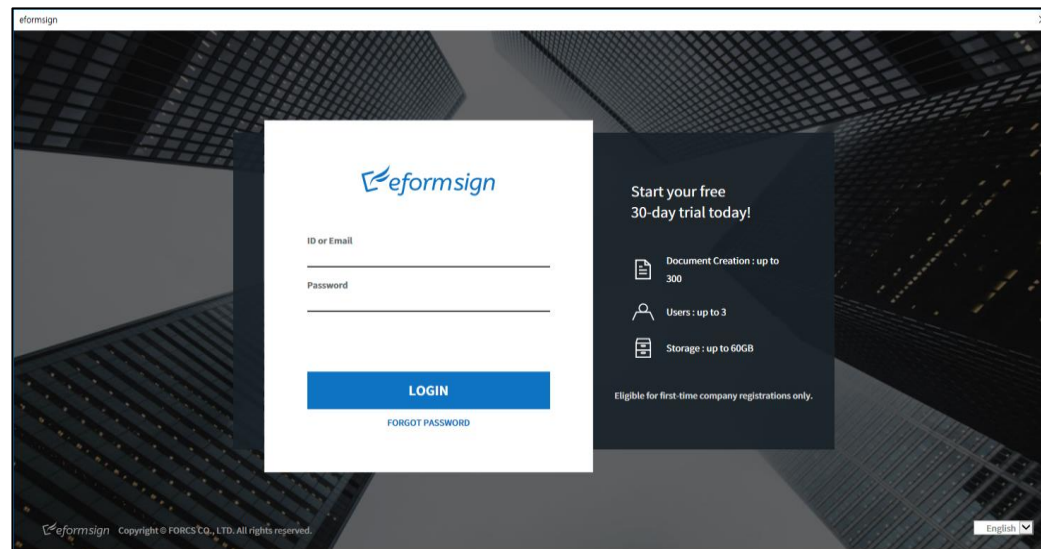 eformsign
eformsign
ID or Email
Password
LOGIN
FORGOT PASSWORD
Start your free
30-day trial today!
Document Creation : up to
300
Users : up to 3
Storage : up to 60GB
Eligible for first-time company registrations only.
eformsign Copyright © FORCS CO., LTD. All rights reserved.
English